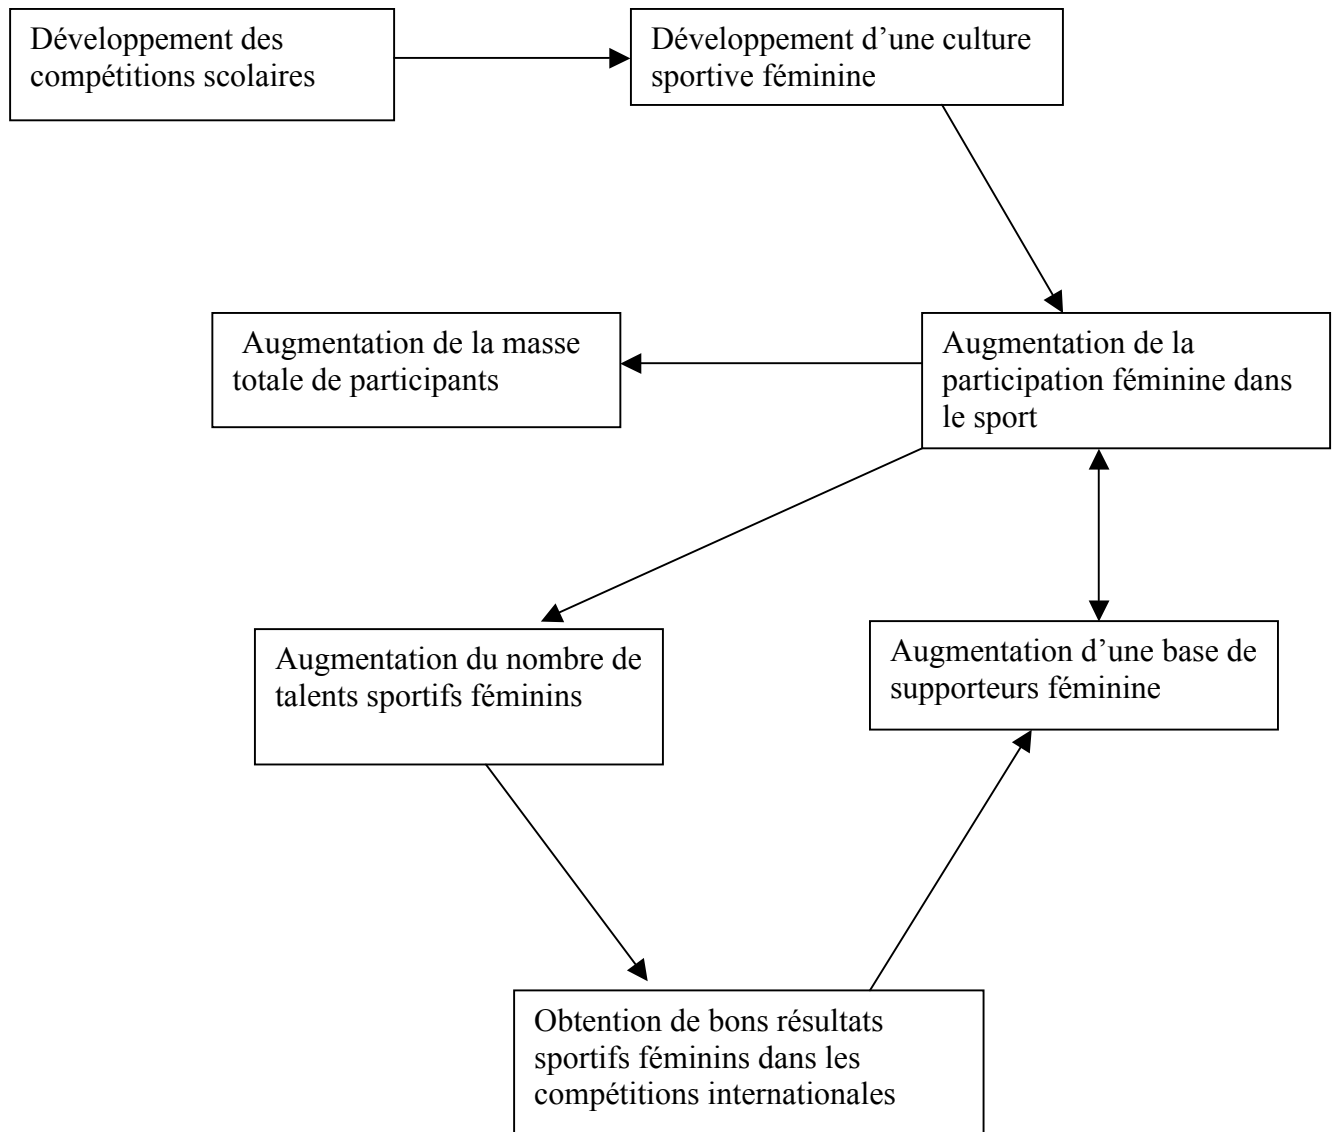 Développement des
compétitions scolaires
Développement d’une culture
sportive féminine
Augmentation de la masse
totale de participants
Augmentation de la
participation féminine dans
le sport
Augmentation du nombre de
talents sportifs féminins
Augmentation d’une base de
supporteurs féminine
Obtention de bons résultats
sportifs féminins dans les
compétitions internationales